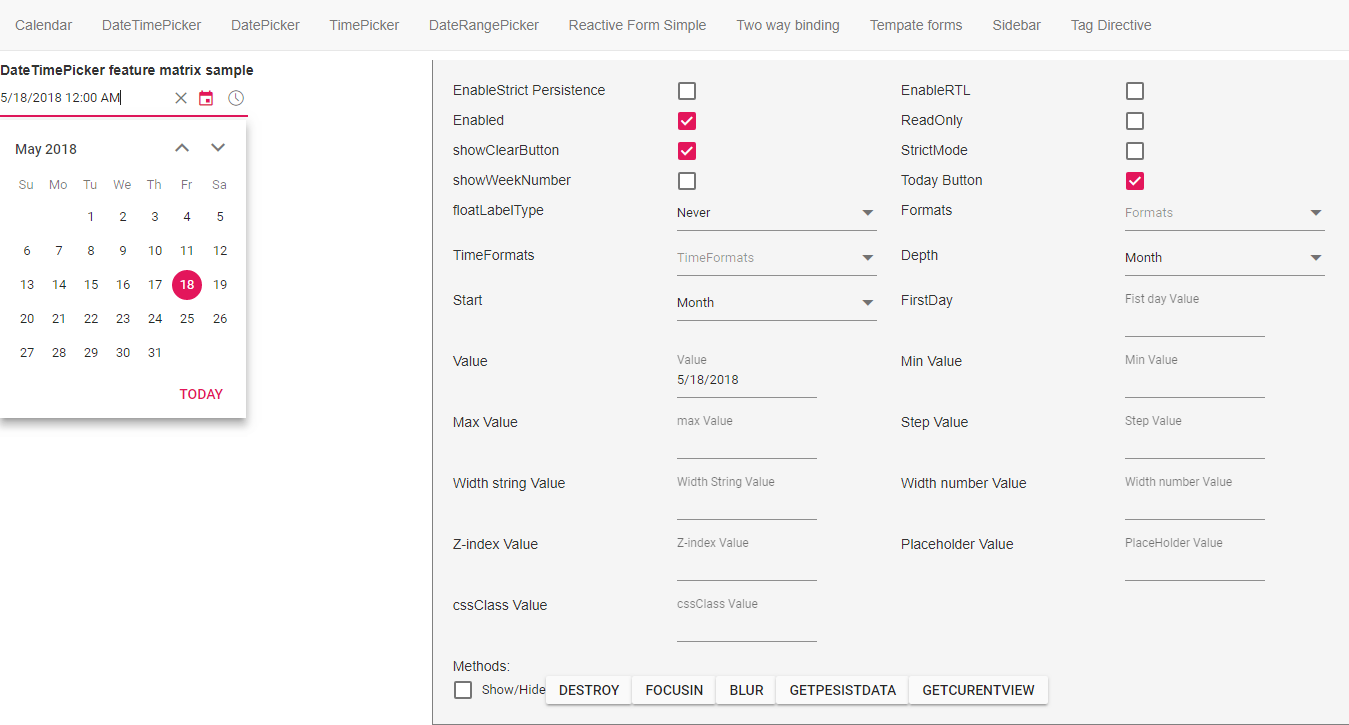 Calendar DateTimePicker DatePicker TimePicker DateRangePicker Reactive Form Simple Two way binding Tempate forms Sidebar Tag Directive
DateTimePicker feature matrix sample
5/18/2018 12:00 AM
May 2018
Su Mo Tu We Th Fr Sa
1 2 3 4 5
6 7 8 9 10 11 12
13 14 15 16 17 18 19
20 21 22 23 24 25 26
27 28 29 30 31
TODAY
EnableStrict Persistence EnableRTL
Enabled ReadOnly
showClearButton StrictMode
showWeekNumber Today Button
floatLabelType Never Formats Formats
TimeFormats TimeFormats Depth Month
Start Month FirstDay Fist day Value
Value Value Min Value Min Value
5/18/2018
Max Value max Value Step Value Step Value
Width string Value Width String Value Width number Value Width number Value
Z-index Value Z-index Value Placeholder Value PlaceHolder Value
cssClass Value cssClass Value
Methods:
Show/Hide DESTROY FOCUSIN BLUR GETPESISTDATA GETCURENTVIEW